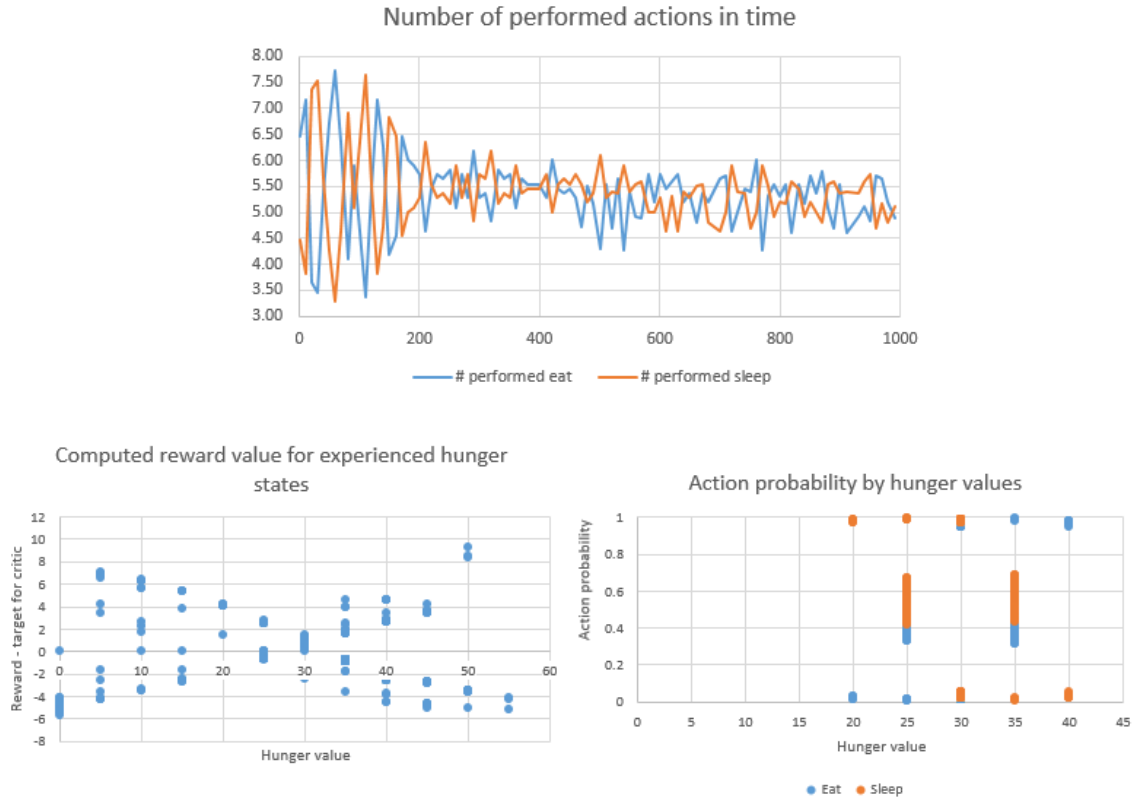 Number of performed actions in time
8.00
7.50
7.00
6.50
6.00
5.50
5.00
4.50
4.00
3.50
3.00
0 200 400 600 800 1000
# performed eat # performed sleep
Computed reward value for experienced hunger
states
12
10
8
6
4
2
0
-2
-4
-6
-8
0 10 20 30 40 50 60
Reward - target for critic
Hunger value
Action probability by hunger values
1
0.8
0.6
0.4
0.2
0
0 5 10 15 20 25 30 35 40 45
Action probability
Hunger value
Eat Sleep